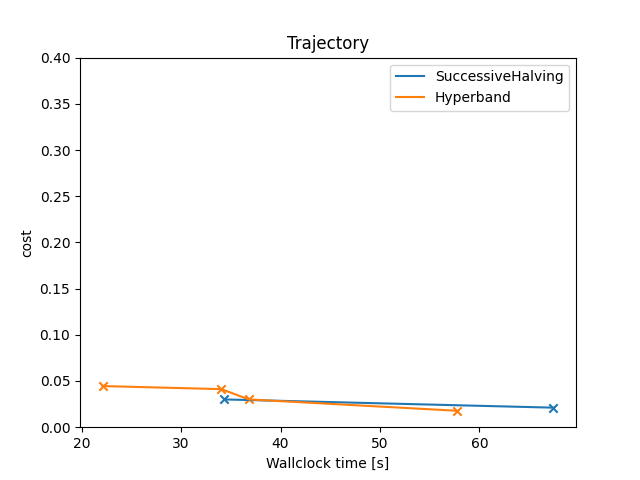 Trajectory
SuccessiveHalving
Hyperband
cost
0.40
0.35
0.30
0.25
0.20
0.15
0.10
0.05
0.00
20 30 40 50 60
Wallclock time [s]